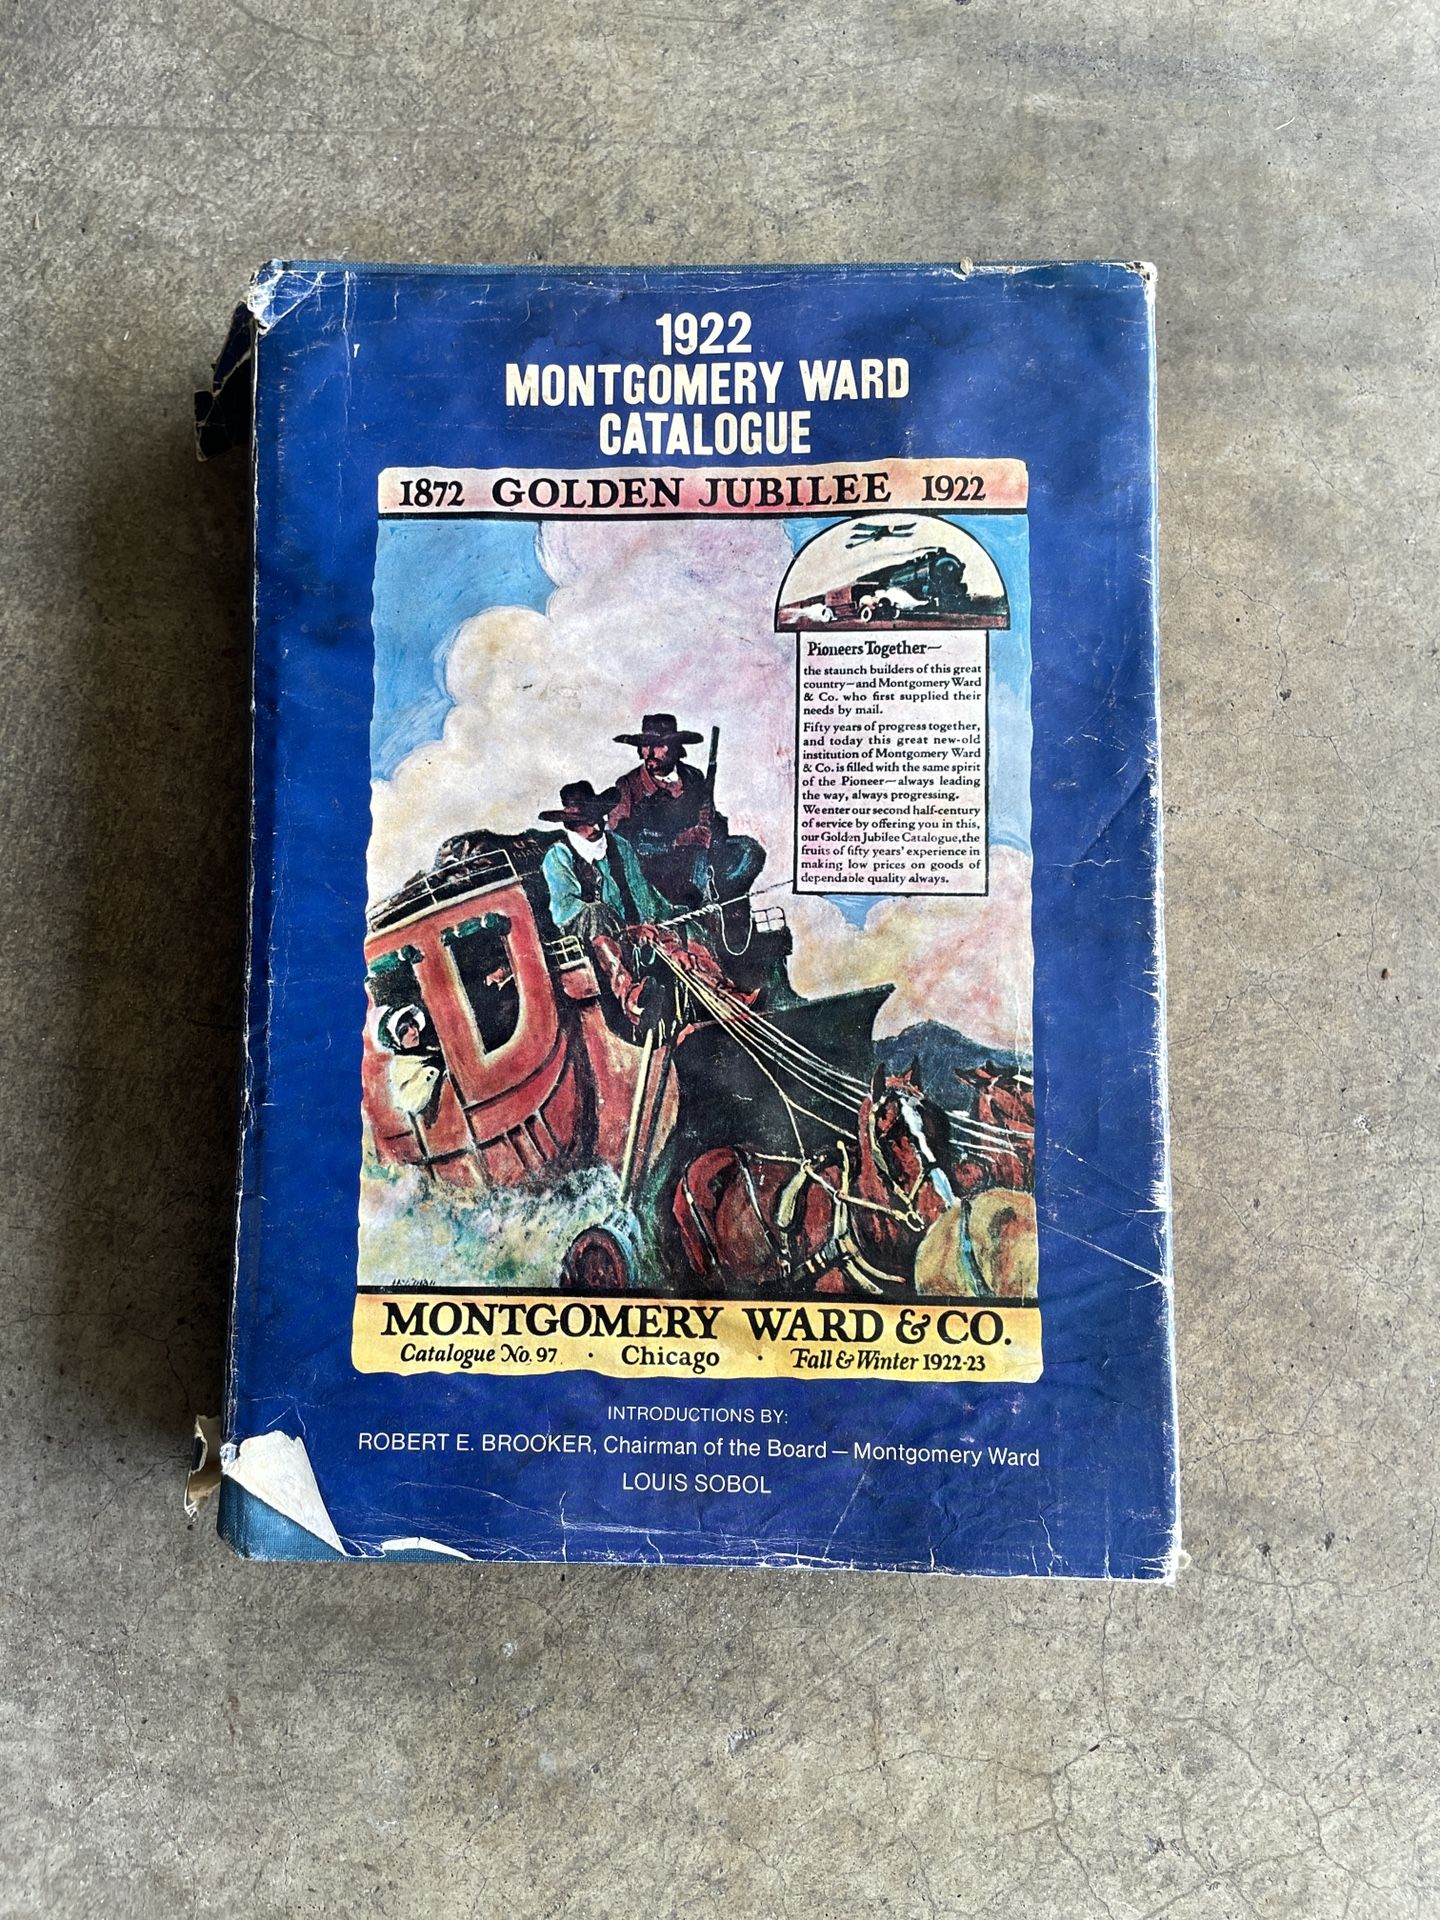 1922
MONTGOMERY WARD
CATALOGUE
1872 GOLDEN JUBILEE 1922
Pioneers Together—
the staunch builders of this great
country—and Montgomery Ward
& Co. who first supplied their
needs by mail.
Fifty years of progress together,
and today this great new-old
institution of Montgomery Ward
& Co. is filled with the same spirit
of the Pioneer—always leading
the way, always progressing.
We enter our second half-century
of service by offering you in this,
our Golden Jubilee Catalogue, the
fruits of fifty years' experience in
making low prices on goods of
dependable quality always.
MONTGOMERY WARD & CO.
Catalogue No. 97 · Chicago · Fall & Winter 1922-23
INTRODUCTIONS BY:
ROBERT E. BROOKER, Chairman of the Board — Montgomery Ward
LOUIS SOBOL